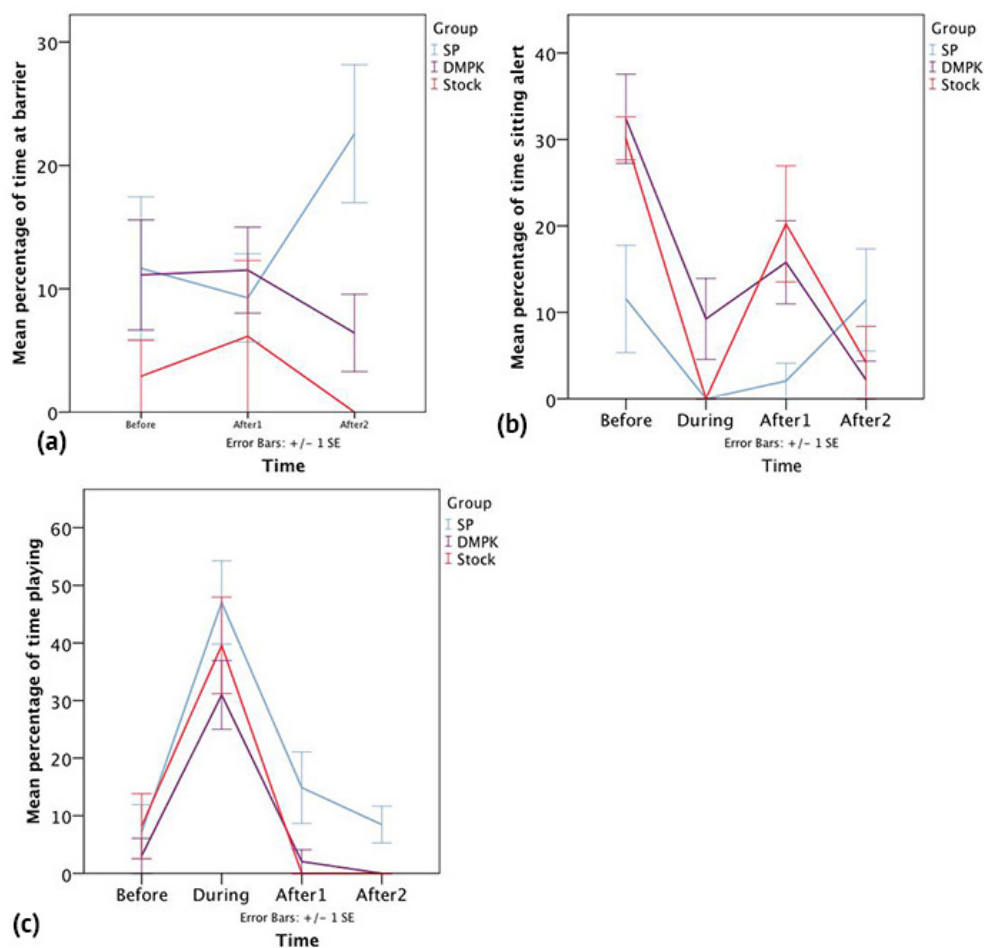 Mean percentage of time at barrier
30
20
10
0
Before After1 After2
Error Bars: +/- 1 SE
Time
Group
SP
DMPK
Stock
(a)
Mean percentage of time sitting alert
40
30
20
10
0
Before During After1 After2
Error Bars: +/- 1 SE
Time
Group
SP
DMPK
Stock
(b)
Mean percentage of time playing
60
50
40
30
20
10
0
Before During After1 After2
Error Bars: +/- 1 SE
Time
Group
SP
DMPK
Stock
(c)